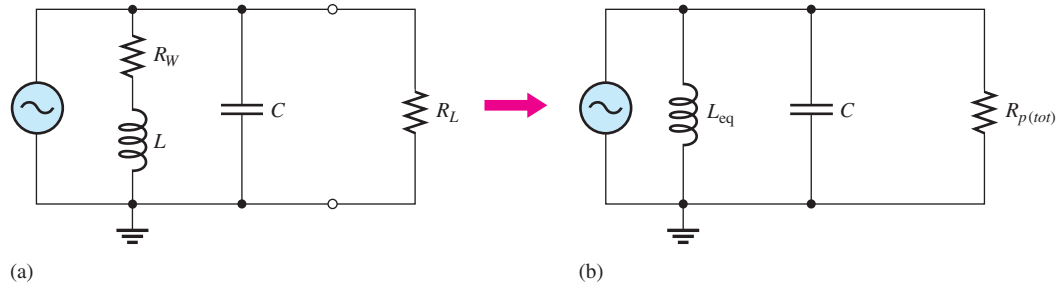 R_W
L
C
R_L
L_eq
C
R_p(tot)
(a)
(b)